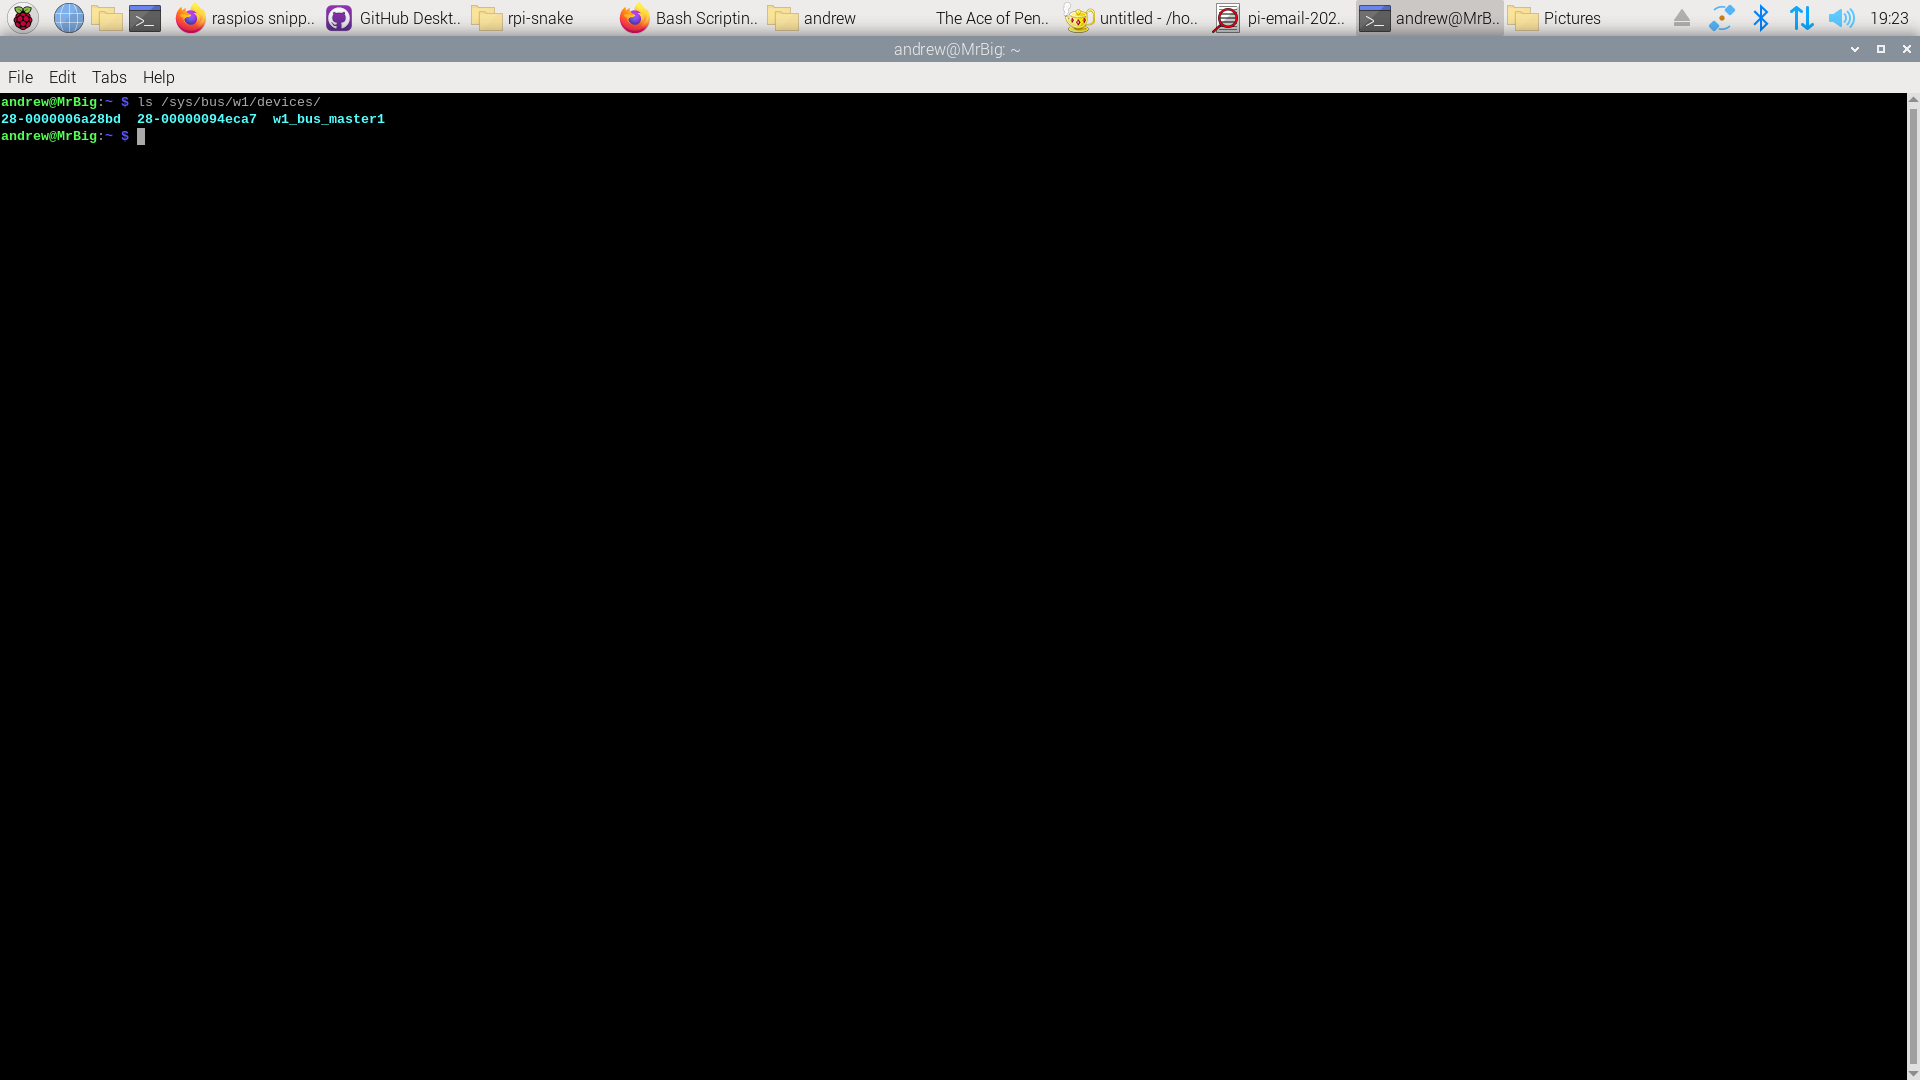 raspios snipp.. GitHub Deskt.. rpi-snake Bash Scriptin.. andrew The Ace of Pen.. untitled - /ho.. pi-email-202.. andrew@MrB.. Pictures 19:23
andrew@MrBig: ~
File Edit Tabs Help
andrew@MrBig:~ $ ls /sys/bus/w1/devices/
28-0000006a28bd  28-00000094eca7  w1_bus_master1
andrew@MrBig:~ $